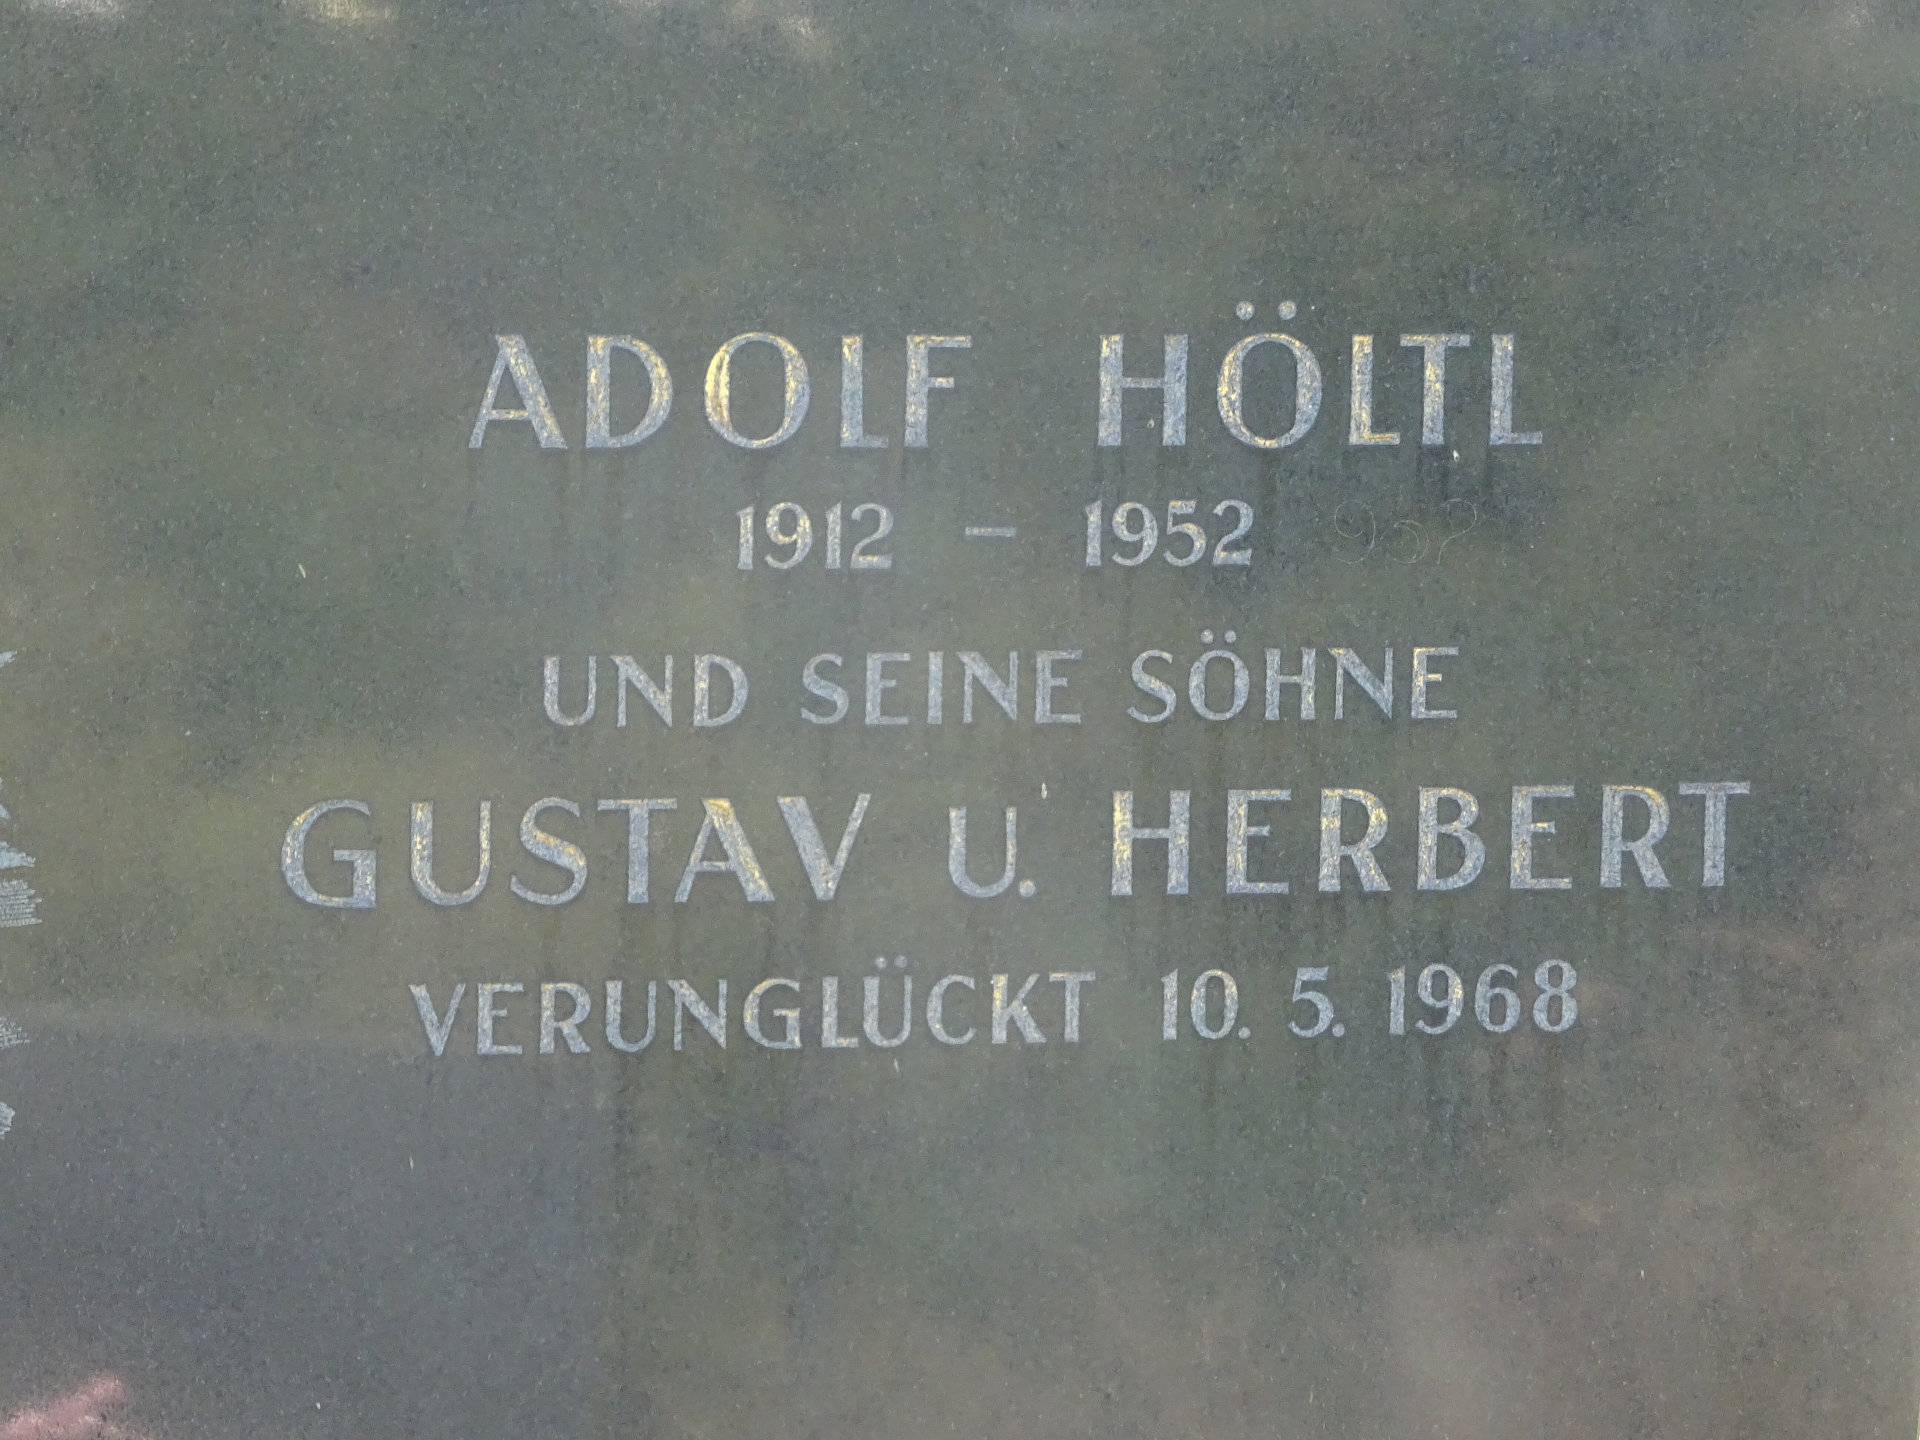 ADOLF HÖLTL
1912 – 1952
UND SEINE SÖHNE
GUSTAV U. HERBERT
VERUNGLÜCKT 10. 5. 1968